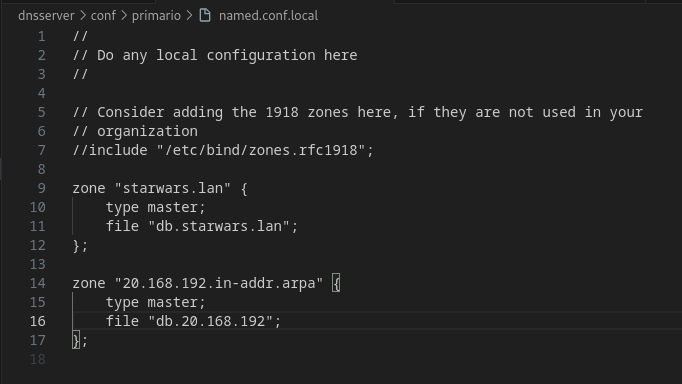 dnsserver > conf > primario > named.conf.local
1 //
2 // Do any local configuration here
3 //
4
5 // Consider adding the 1918 zones here, if they are not used in your
6 // organization
7 //include "/etc/bind/zones.rfc1918";
8
9 zone "starwars.lan" {
10     type master;
11     file "db.starwars.lan";
12 };
13
14 zone "20.168.192.in-addr.arpa" {
15     type master;
16     file "db.20.168.192";
17 };
18